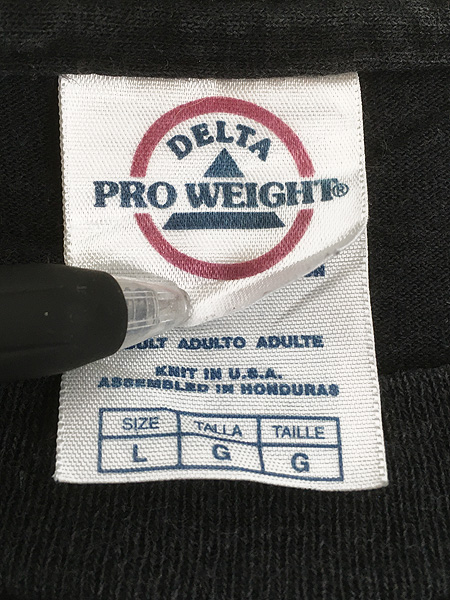 DELTA
PRO WEIGHT®
ADULTO ADULTE
KNIT IN U.S.A.
ASSEMBLED IN HONDURAS
SIZE TALLA TAILLE
L G G